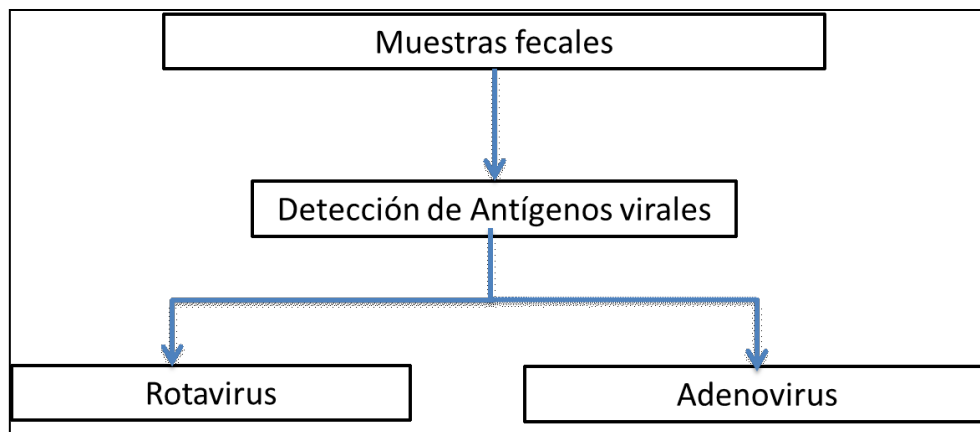 Muestras fecales
Detección de Antígenos virales
Rotavirus
Adenovirus